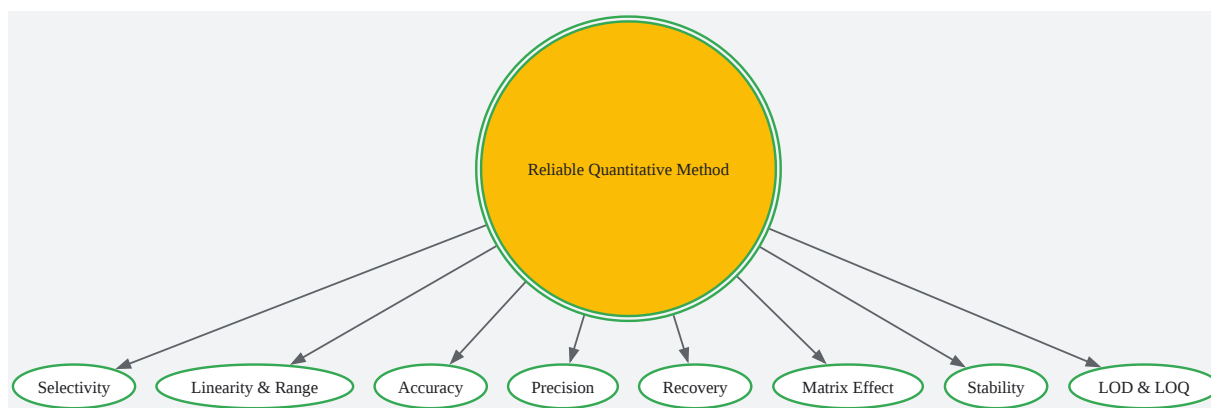 Reliable Quantitative Method
Selectivity
Linearity & Range
Accuracy
Precision
Recovery
Matrix Effect
Stability
LOD & LOQ